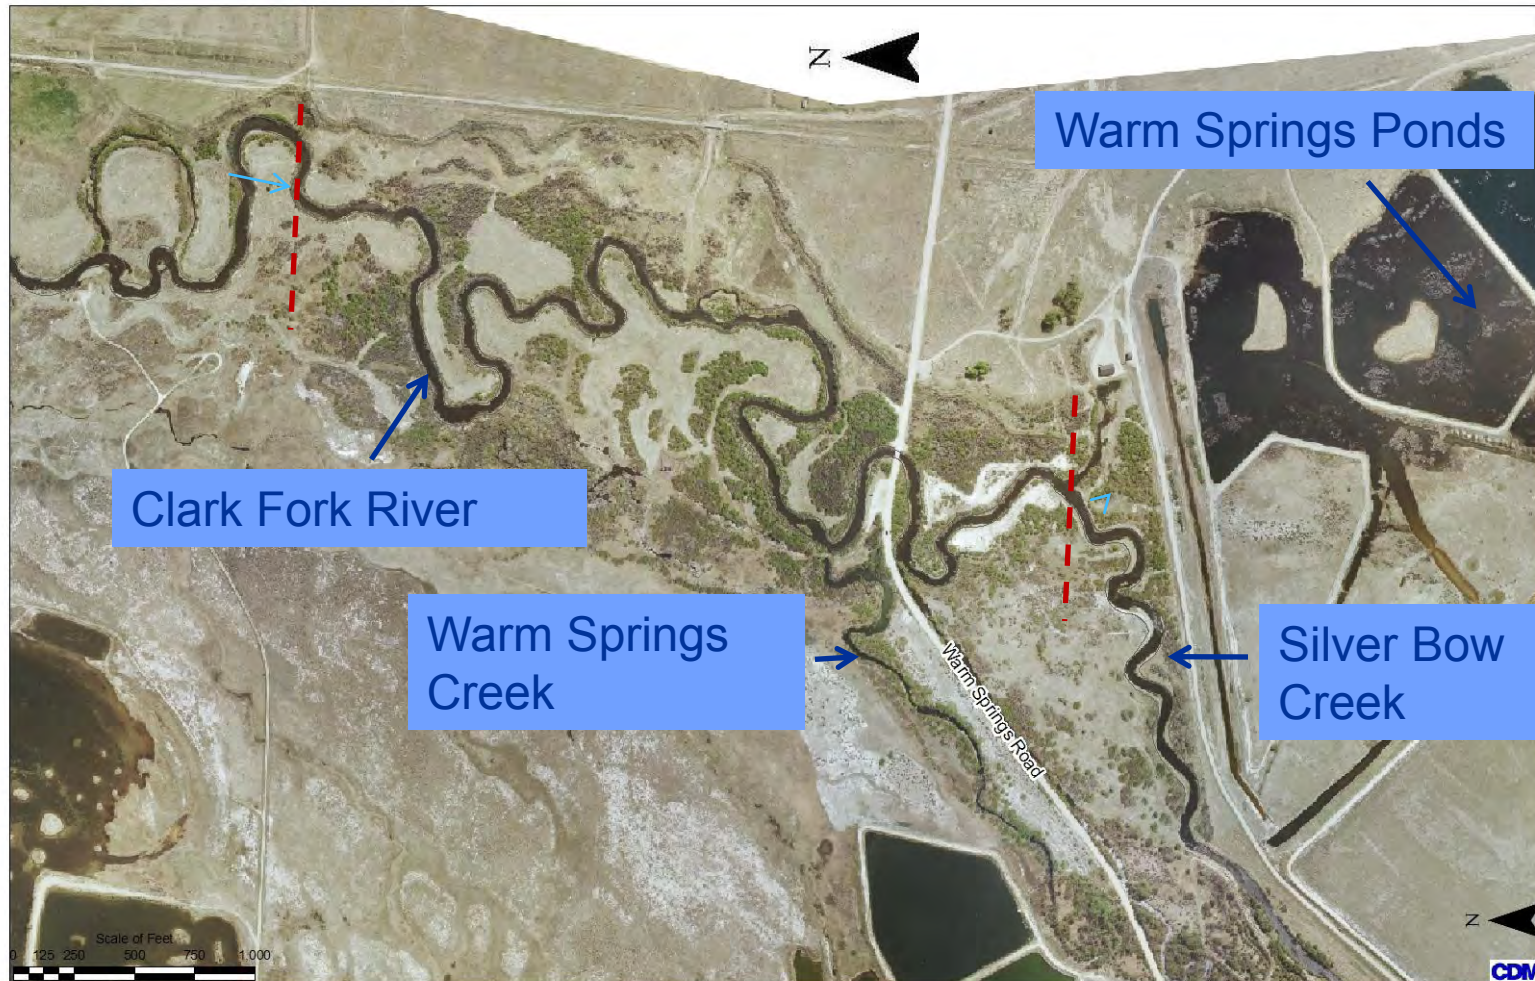 N
Warm Springs Ponds
Clark Fork River
Warm Springs
Creek
Silver Bow
Creek
Warm Springs Road
N
Scale of Feet
0 125 250 500 750 1,000
CDM